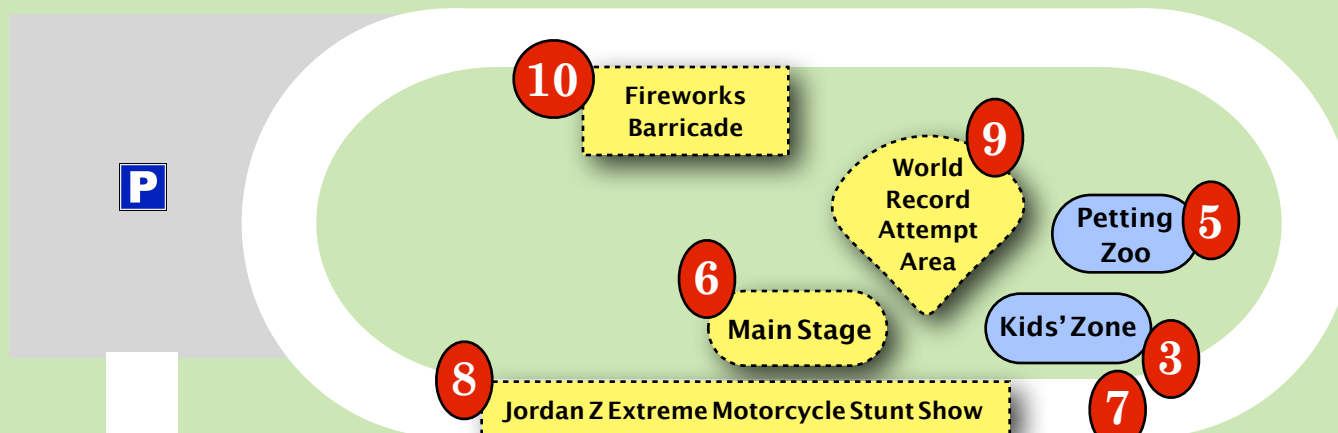 10
Fireworks
Barricade
9
World
Record
Attempt
Area
P
5
Petting
Zoo
6
Main Stage
Kids' Zone
3
8
Jordan Z Extreme Motorcycle Stunt Show
7